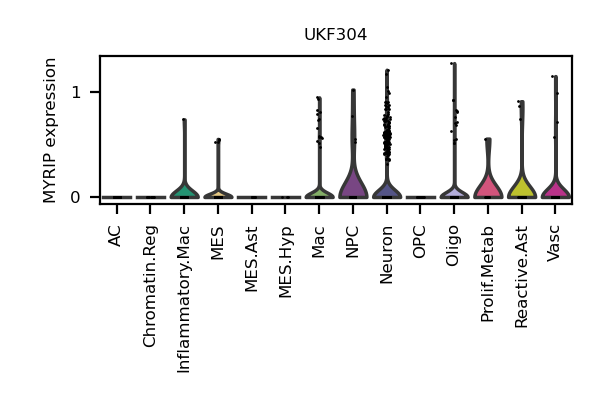 UKF304
MYRIP expression
1
0
AC
Chromatin.Reg
Inflammatory.Mac
MES
MES.Ast
MES.Hyp
Mac
NPC
Neuron
OPC
Oligo
Prolif.Metab
Reactive.Ast
Vasc